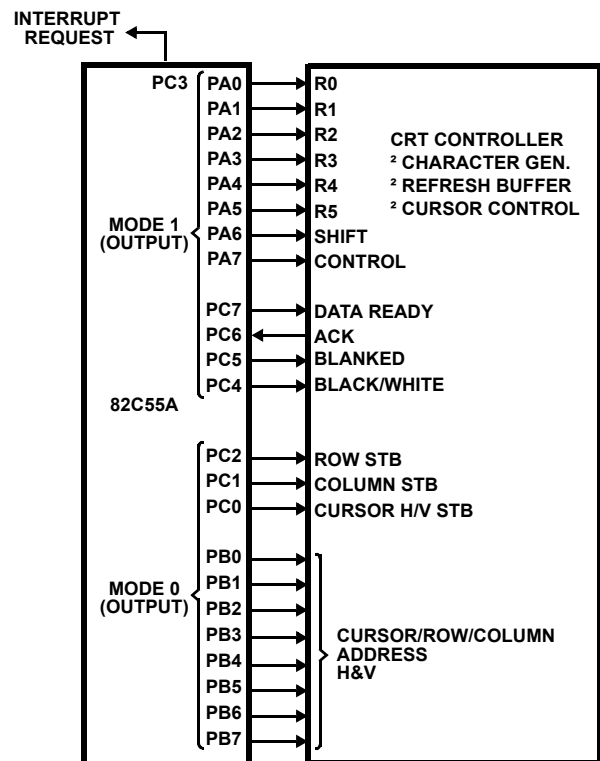 INTERRUPT
REQUEST
PC3 PA0 R0
PA1 R1
PA2 R2
CRT CONTROLLER
PA3 R3
² CHARACTER GEN.
PA4 R4
² REFRESH BUFFER
PA5 R5
² CURSOR CONTROL
MODE 1
(OUTPUT)
PA6 SHIFT
PA7 CONTROL
PC7 DATA READY
PC6 ACK
PC5 BLANKED
PC4 BLACK/WHITE
82C55A
PC2 ROW STB
PC1 COLUMN STB
PC0 CURSOR H/V STB
PB0
PB1
MODE 0
(OUTPUT)
PB2
PB3
PB4
PB5
PB6
PB7
CURSOR/ROW/COLUMN
ADDRESS
H&V